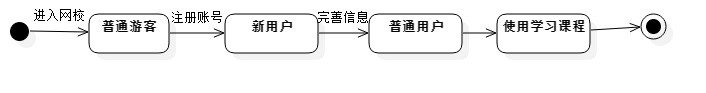 进入网校
普通游客
注册账号
新用户
完善信息
普通用户
使用学习课程